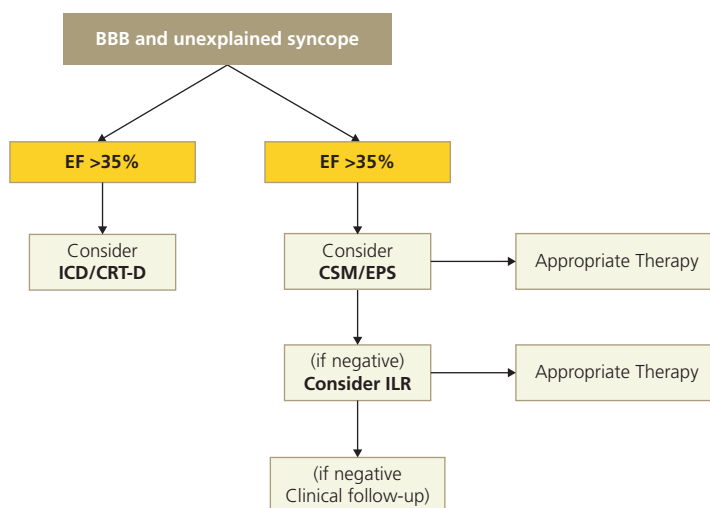 BBB and unexplained syncope
EF >35%
EF >35%
Consider
ICD/CRT-D
Consider
CSM/EPS
Appropriate Therapy
(if negative)
Consider ILR
Appropriate Therapy
(if negative
Clinical follow-up)